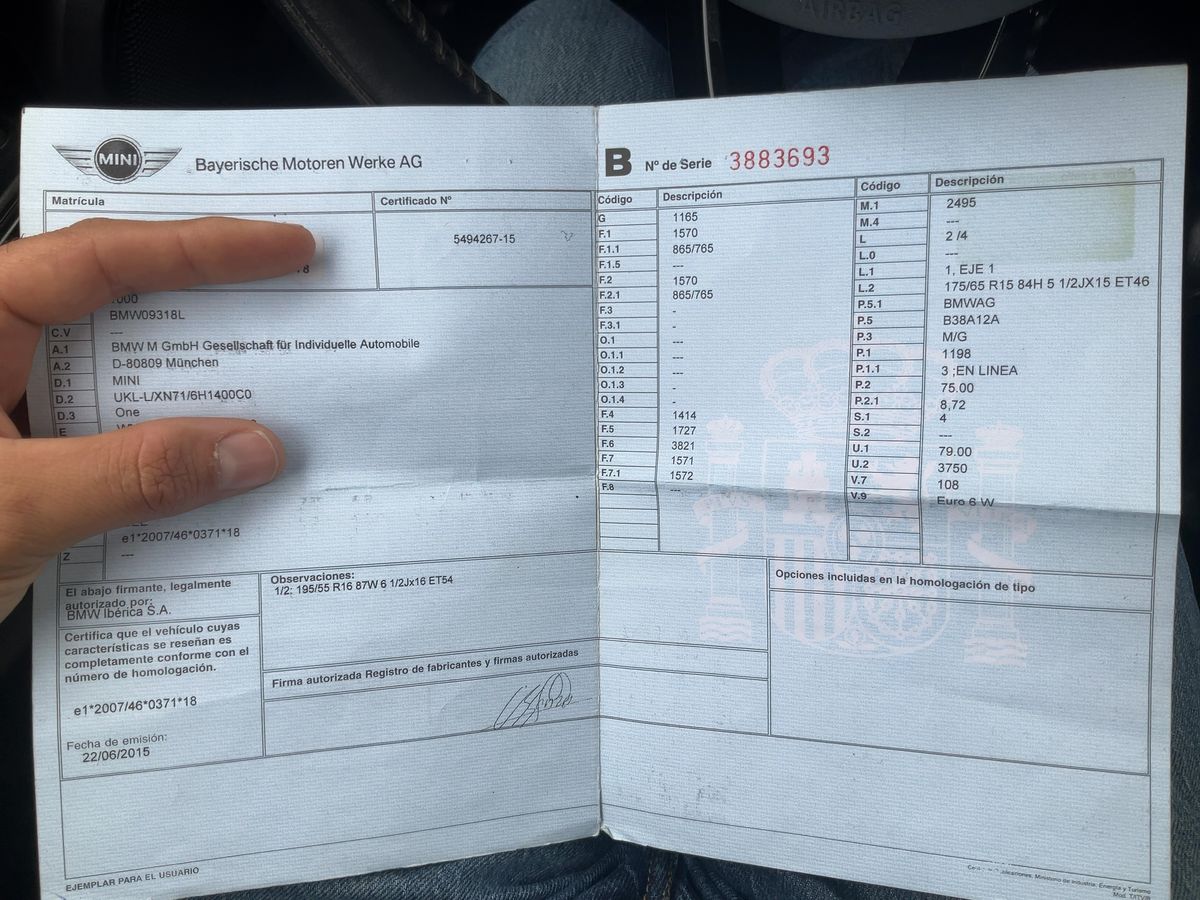 AIRBAG
MINI
Bayerische Motoren Werke AG
Matrícula
Certificado Nº
5494267-15
8
BMW09318L
C.V ---
A.1 BMW M GmbH Gesellschaft für Individuelle Automobile
A.2 D-80809 München
D.1 MINI
D.2 UKL-L/XN71/6H1400C0
D.3 One
E
e1*2007/46*0371*18
Z ---
El abajo firmante, legalmente
autorizado por:
BMW Ibérica S.A.
Certifica que el vehículo cuyas
características se reseñan es
completamente conforme con el
número de homologación.
e1*2007/46*0371*18
Fecha de emisión:
22/06/2015
Observaciones:
1/2: 195/55 R16 87W 6 1/2Jx16 ET54
Firma autorizada Registro de fabricantes y firmas autorizadas
EJEMPLAR PARA EL USUARIO
B Nº de Serie 3883693
Código Descripción
G 1165
F.1 1570
F.1.1 865/765
F.1.5 ---
F.2 1570
F.2.1 865/765
F.3 -
F.3.1 -
O.1 ---
O.1.1 ---
O.1.2 ---
O.1.3 -
O.1.4 -
F.4 1414
F.5 1727
F.6 3821
F.7 1571
F.7.1 1572
F.8 ---
Código Descripción
M.1 2495
M.4 ---
L 2 /4
L.0 ---
L.1 1, EJE 1
L.2 175/65 R15 84H 5 1/2JX15 ET46
P.5.1 BMWAG
P.5 B38A12A
P.3 M/G
P.1 1198
P.1.1 3 ;EN LINEA
P.2 75.00
P.2.1 8,72
S.1 4
S.2 ---
U.1 79.00
U.2 3750
V.7 108
V.9 Euro 6 W
Opciones incluidas en la homologación de tipo
Ministerio de Industria, Energía y Turismo